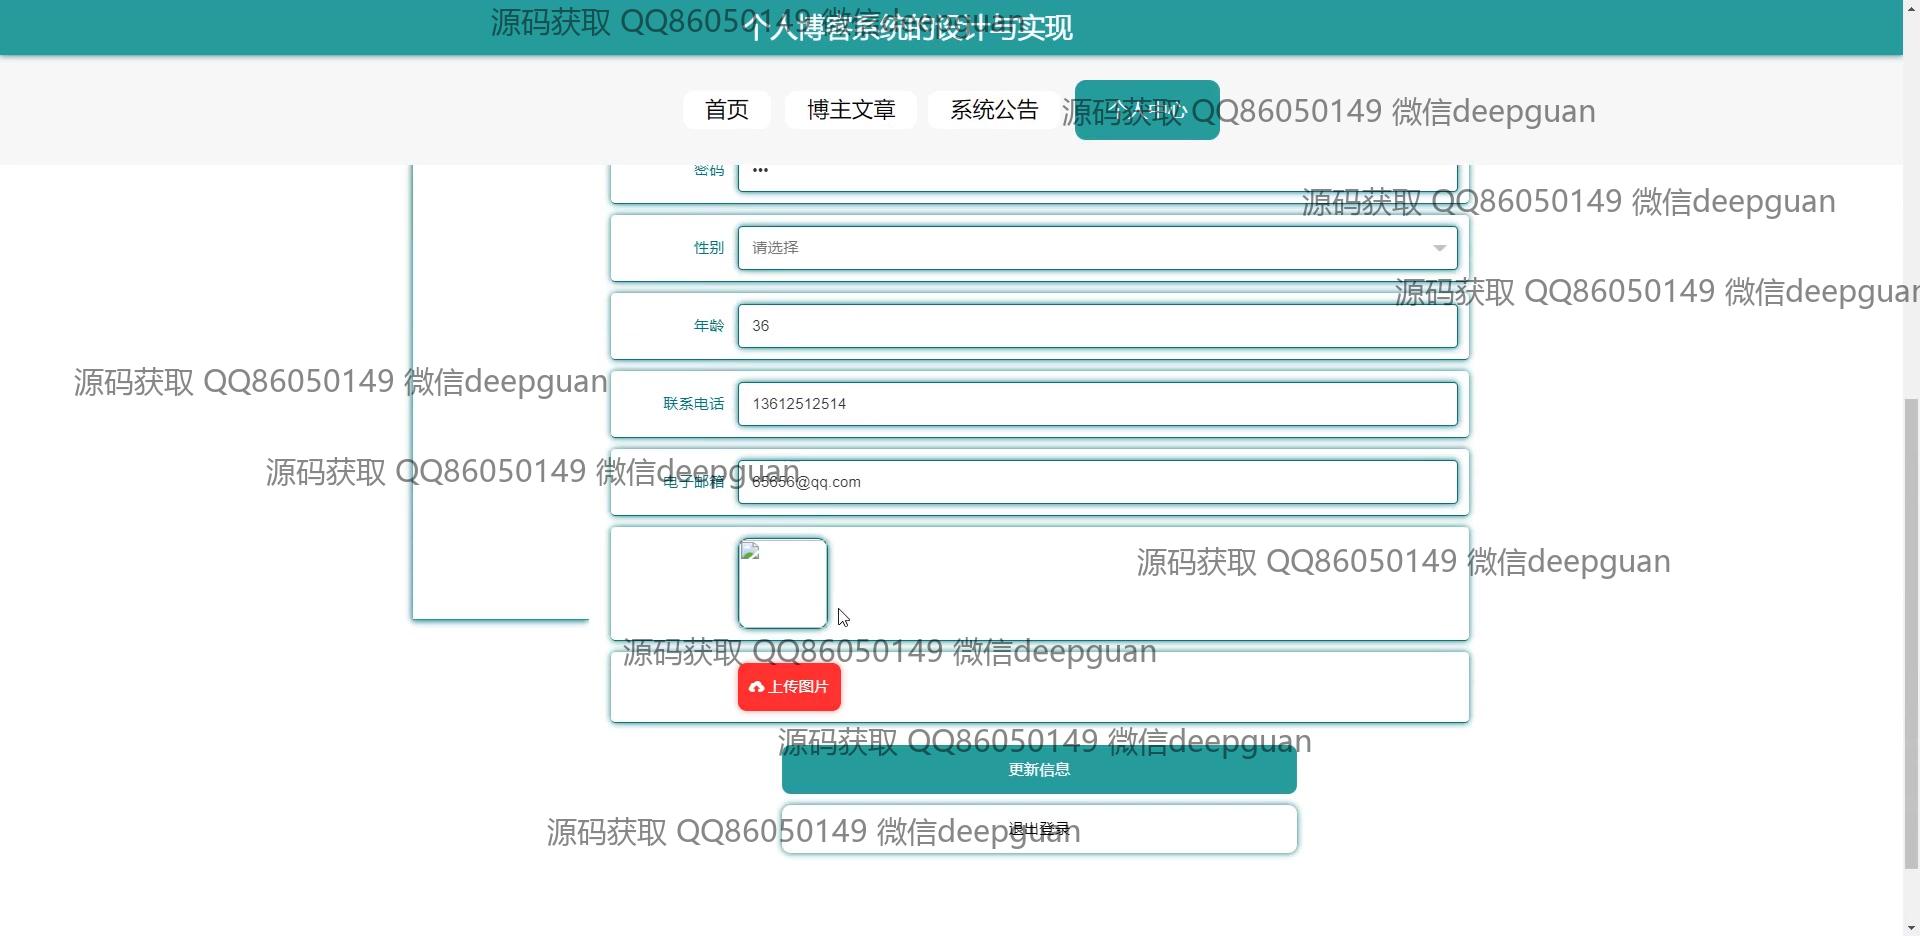 源码获取 QQ86050149 微信deepguan
个人博客系统的设计与实现
首页
博主文章
系统公告
个人中心
源码获取 QQ86050149 微信deepguan
密码
•••
源码获取 QQ86050149 微信deepguan
性别
请选择
源码获取 QQ86050149 微信deepguan
年龄
36
源码获取 QQ86050149 微信deepguan
联系电话
13612512514
源码获取 QQ86050149 微信deepguan
电子邮箱
65656@qq.com
源码获取 QQ86050149 微信deepguan
源码获取 QQ86050149 微信deepguan
上传图片
源码获取 QQ86050149 微信deepguan
更新信息
源码获取 QQ86050149 微信deepguan
退出登录